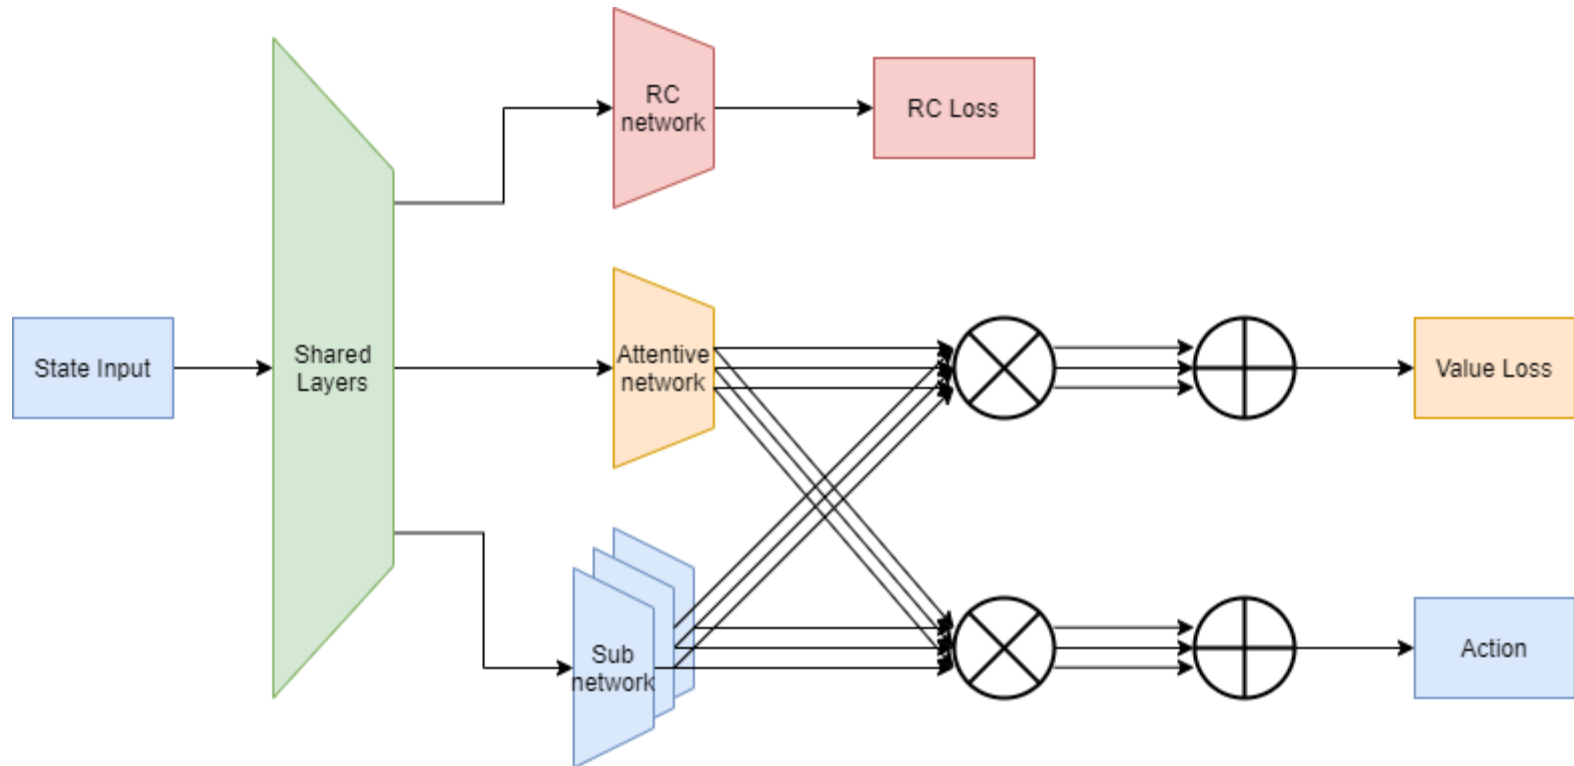 RC
network
RC Loss
State Input
Shared
Layers
Attentive
network
Value Loss
Sub
network
Action